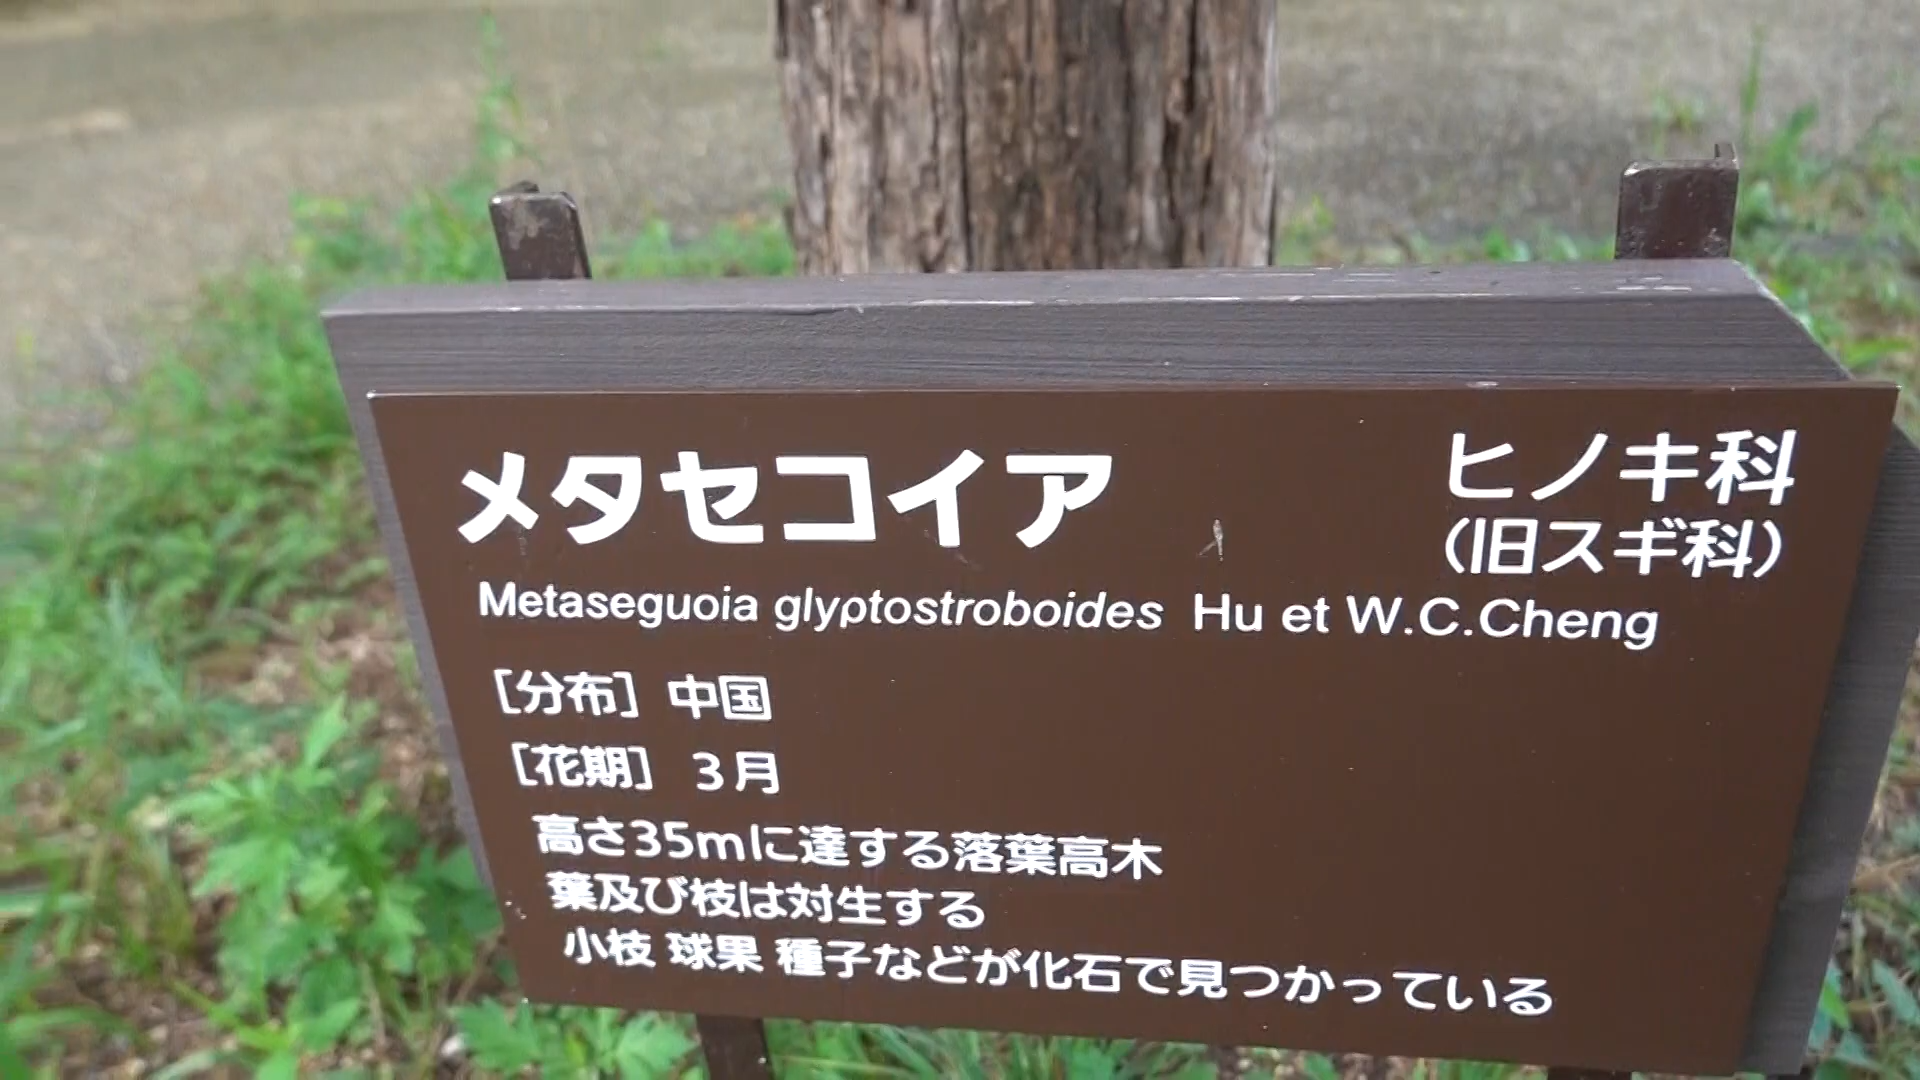 メタセコイア
ヒノキ科
(旧スギ科)
Metaseguoia glyptostroboides Hu et W.C.Cheng
[分布] 中国
[花期] 3月
高さ35mに達する落葉高木
葉及び枝は対生する
小枝 球果 種子などが化石で見つかっている